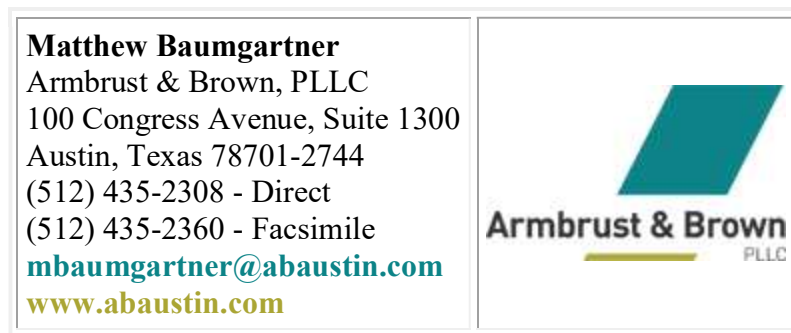 Matthew Baumgartner
Armbrust & Brown, PLLC
100 Congress Avenue, Suite 1300
Austin, Texas 78701-2744
(512) 435-2308 - Direct
(512) 435-2360 - Facsimile
mbaumgartner@abaustin.com
www.abaustin.com
Armbrust & Brown
PLLC